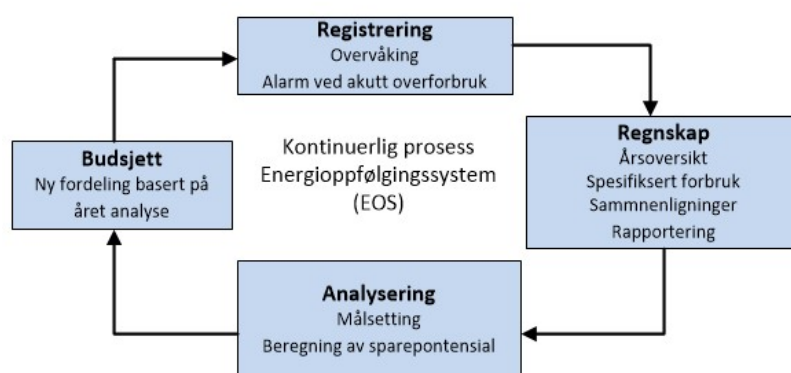 Registrering
Overvåking
Alarm ved akutt overforbruk
Regnskap
Årsoversikt
Spesifiksert forbruk
Sammnenligninger
Rapportering
Analysering
Målsetting
Beregning av sparepotensial
Budsjett
Ny fordeling basert på
året analyse
Kontinuerlig prosess
Energioppfølgingssystem
(EOS)